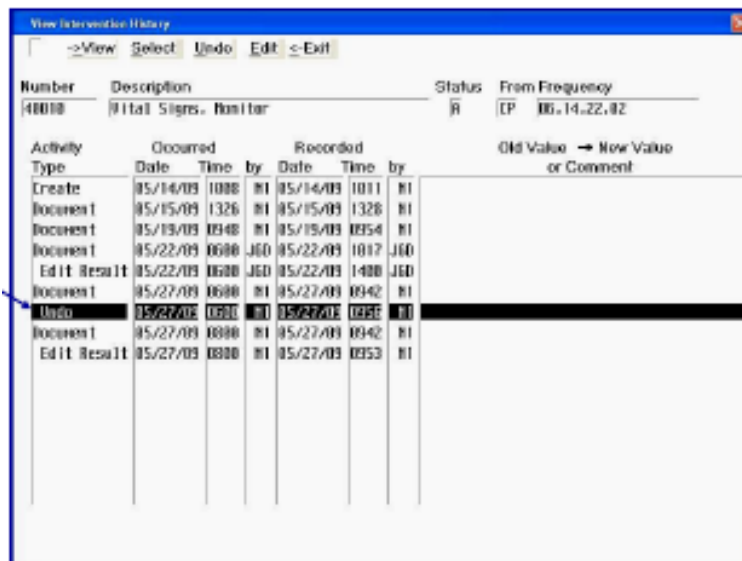 View Intervention History
->View Select Undo Edit <-Exit
Number Description Status From Frequency
40010 Vital Signs. Monitor A CP 06.14.22.02
Activity Occurred Recorded Old Value → New Value
Type Date Time by Date Time by or Comment
Create 05/14/09 1008 MI 05/14/09 1011 MI
Document 05/15/09 1326 MI 05/15/09 1328 MI
Document 05/19/09 0948 MI 05/19/09 0954 MI
Document 05/22/09 0600 JGD 05/22/09 1017 JGD
Edit Result 05/22/09 0600 JGD 05/22/09 1400 JGD
Document 05/27/09 0600 MI 05/27/09 0942 MI
Undo 05/27/09 0600 MI 05/27/09 0956 MI
Document 05/27/09 0800 MI 05/27/09 0942 MI
Edit Result 05/27/09 0800 MI 05/27/09 0953 MI